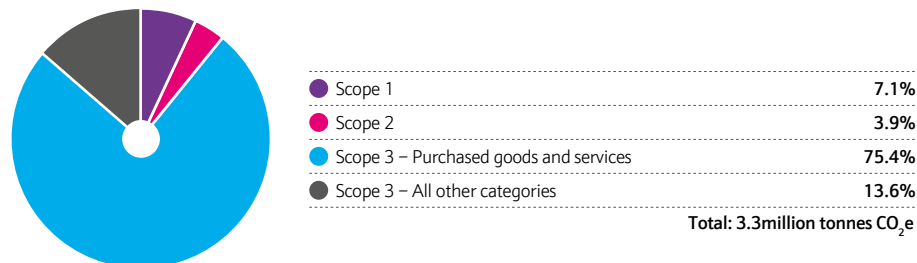 Scope 1 7.1%
Scope 2 3.9%
Scope 3 – Purchased goods and services 75.4%
Scope 3 – All other categories 13.6%
Total: 3.3million tonnes CO₂e